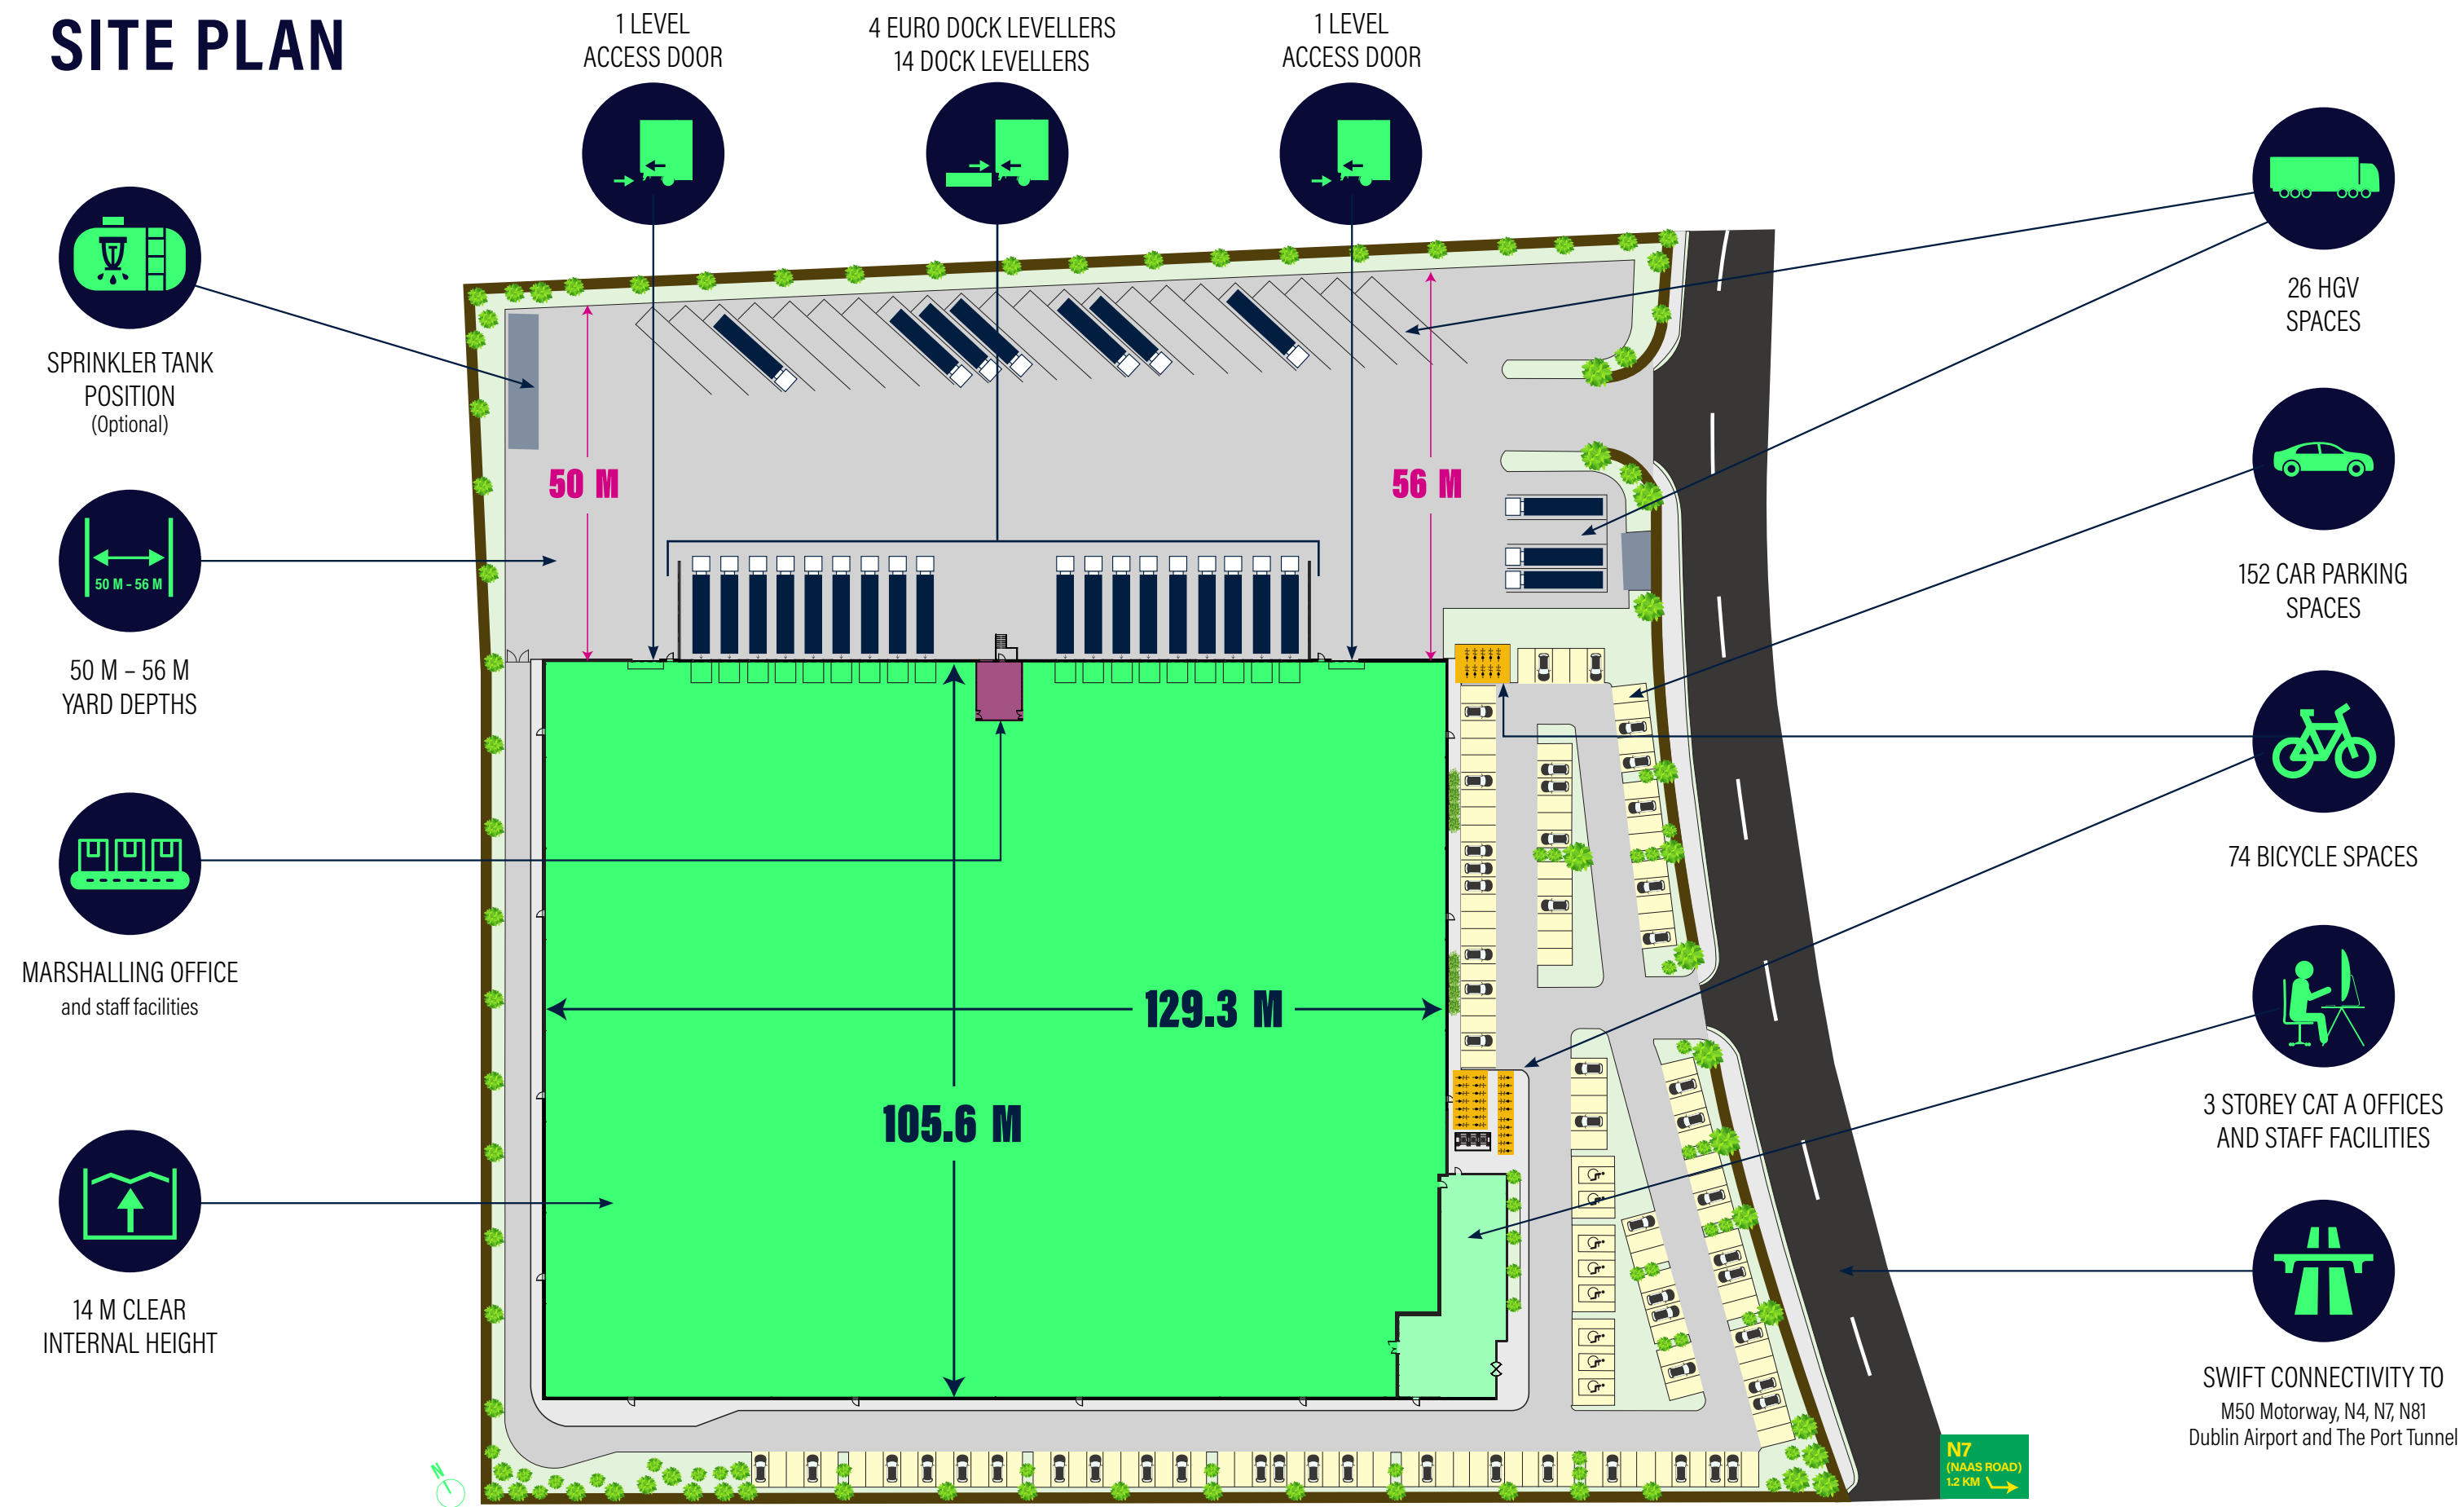 SITE PLAN
1 LEVEL
ACCESS DOOR
4 EURO DOCK LEVELLERS
14 DOCK LEVELLERS
1 LEVEL
ACCESS DOOR
SPRINKLER TANK
POSITION
(Optional)
50 M – 56 M
50 M – 56 M
YARD DEPTHS
MARSHALLING OFFICE
and staff facilities
14 M CLEAR
INTERNAL HEIGHT
50 M
56 M
129.3 M
105.6 M
26 HGV
SPACES
152 CAR PARKING
SPACES
74 BICYCLE SPACES
3 STOREY CAT A OFFICES
AND STAFF FACILITIES
SWIFT CONNECTIVITY TO
M50 Motorway, N4, N7, N81
Dublin Airport and The Port Tunnel
N7
(NAAS ROAD)
1.2 KM
N